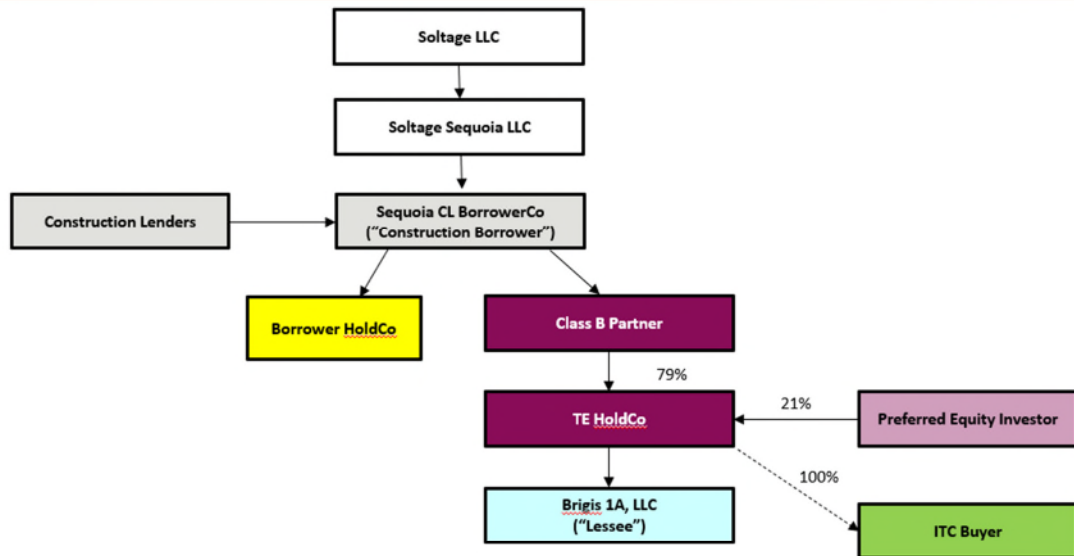 Soltage LLC
Soltage Sequoia LLC
Construction Lenders
Sequoia CL BorrowerCo
("Construction Borrower")
Borrower HoldCo
Class B Partner
79%
TE HoldCo
21%
Preferred Equity Investor
100%
Brigis 1A, LLC
("Lessee")
ITC Buyer